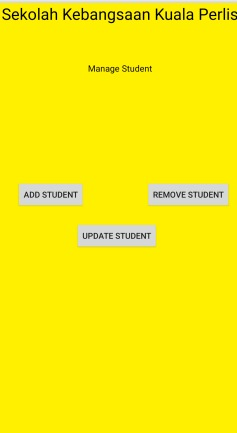 Sekolah Kebangsaan Kuala Perlis
Manage Student
ADD STUDENT
REMOVE STUDENT
UPDATE STUDENT